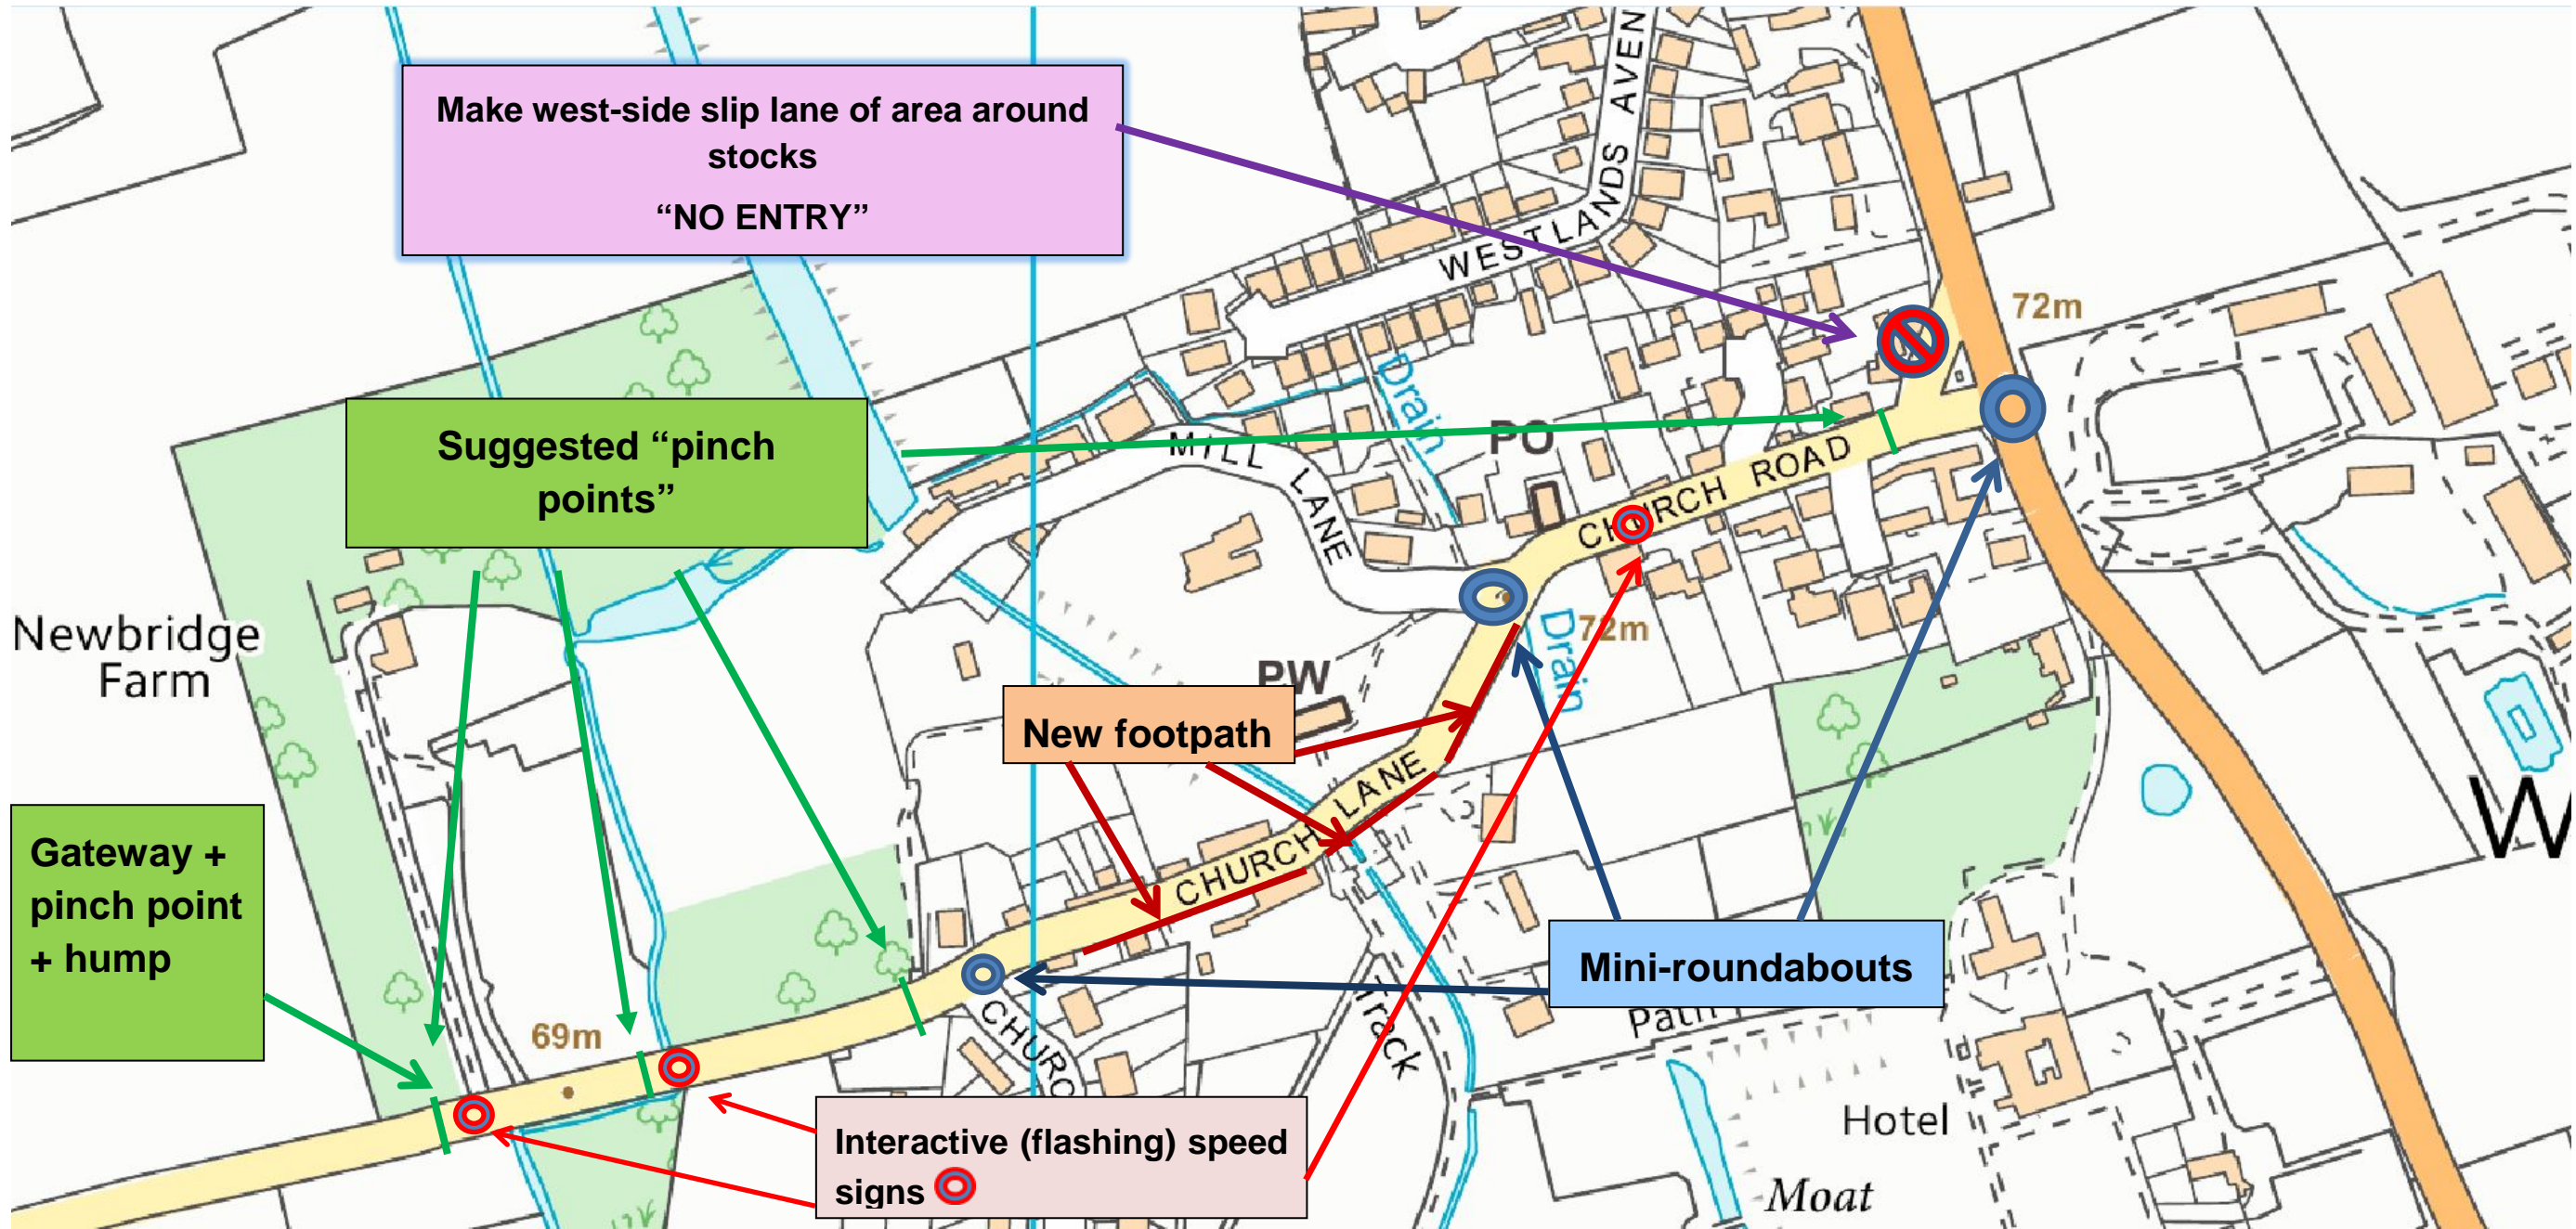 Make west-side slip lane of area around
stocks
“NO ENTRY”
WESTLANDS AVEN
72m
Suggested “pinch
points”
Drain
PO
MILL LANE
CHURCH ROAD
Newbridge
Farm
72m
Drain
PW
New footpath
CHURCH LANE
W
Gateway +
pinch point
+ hump
Mini-roundabouts
69m
CHURC
Track
Path
Hotel
Interactive (flashing) speed
signs
Moat